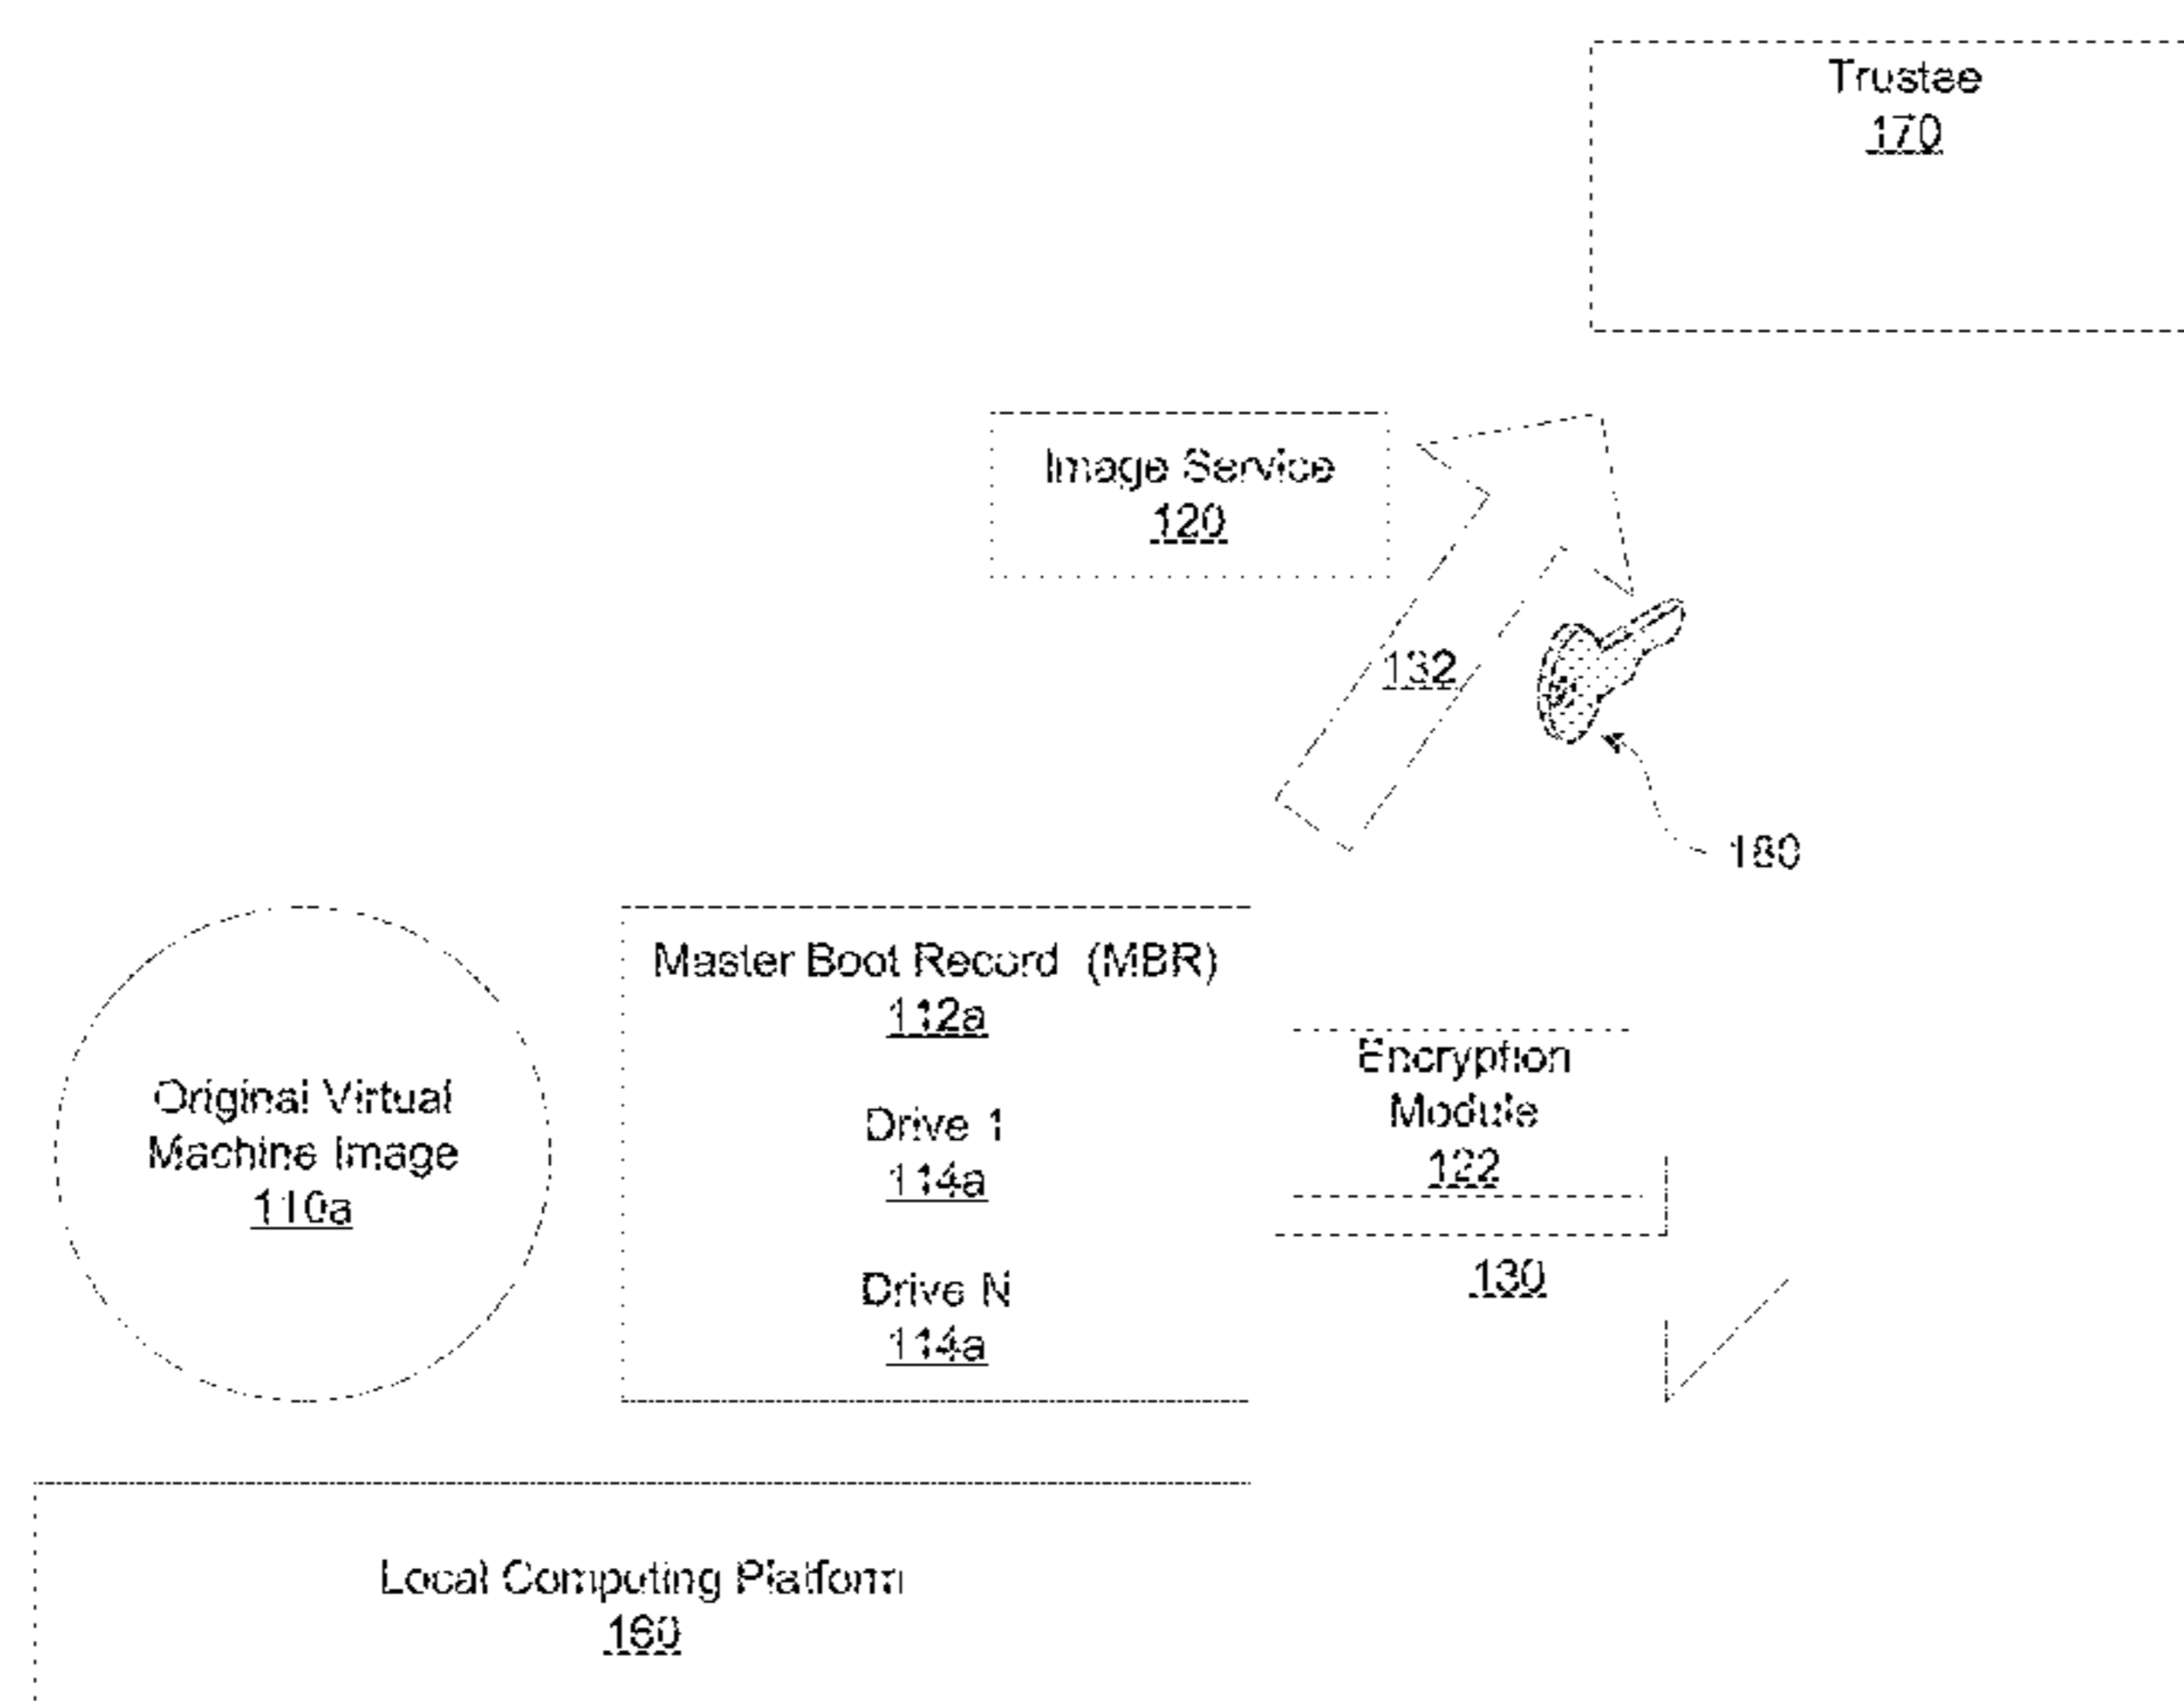 Trustee
170
Image Service
120
132
180
Master Boot Record (MBR)
112a
Drive 1
114a
Drive N
114a
Original Virtual
Machine Image
110a
Encryption
Module
122
130
Local Computing Platform
160